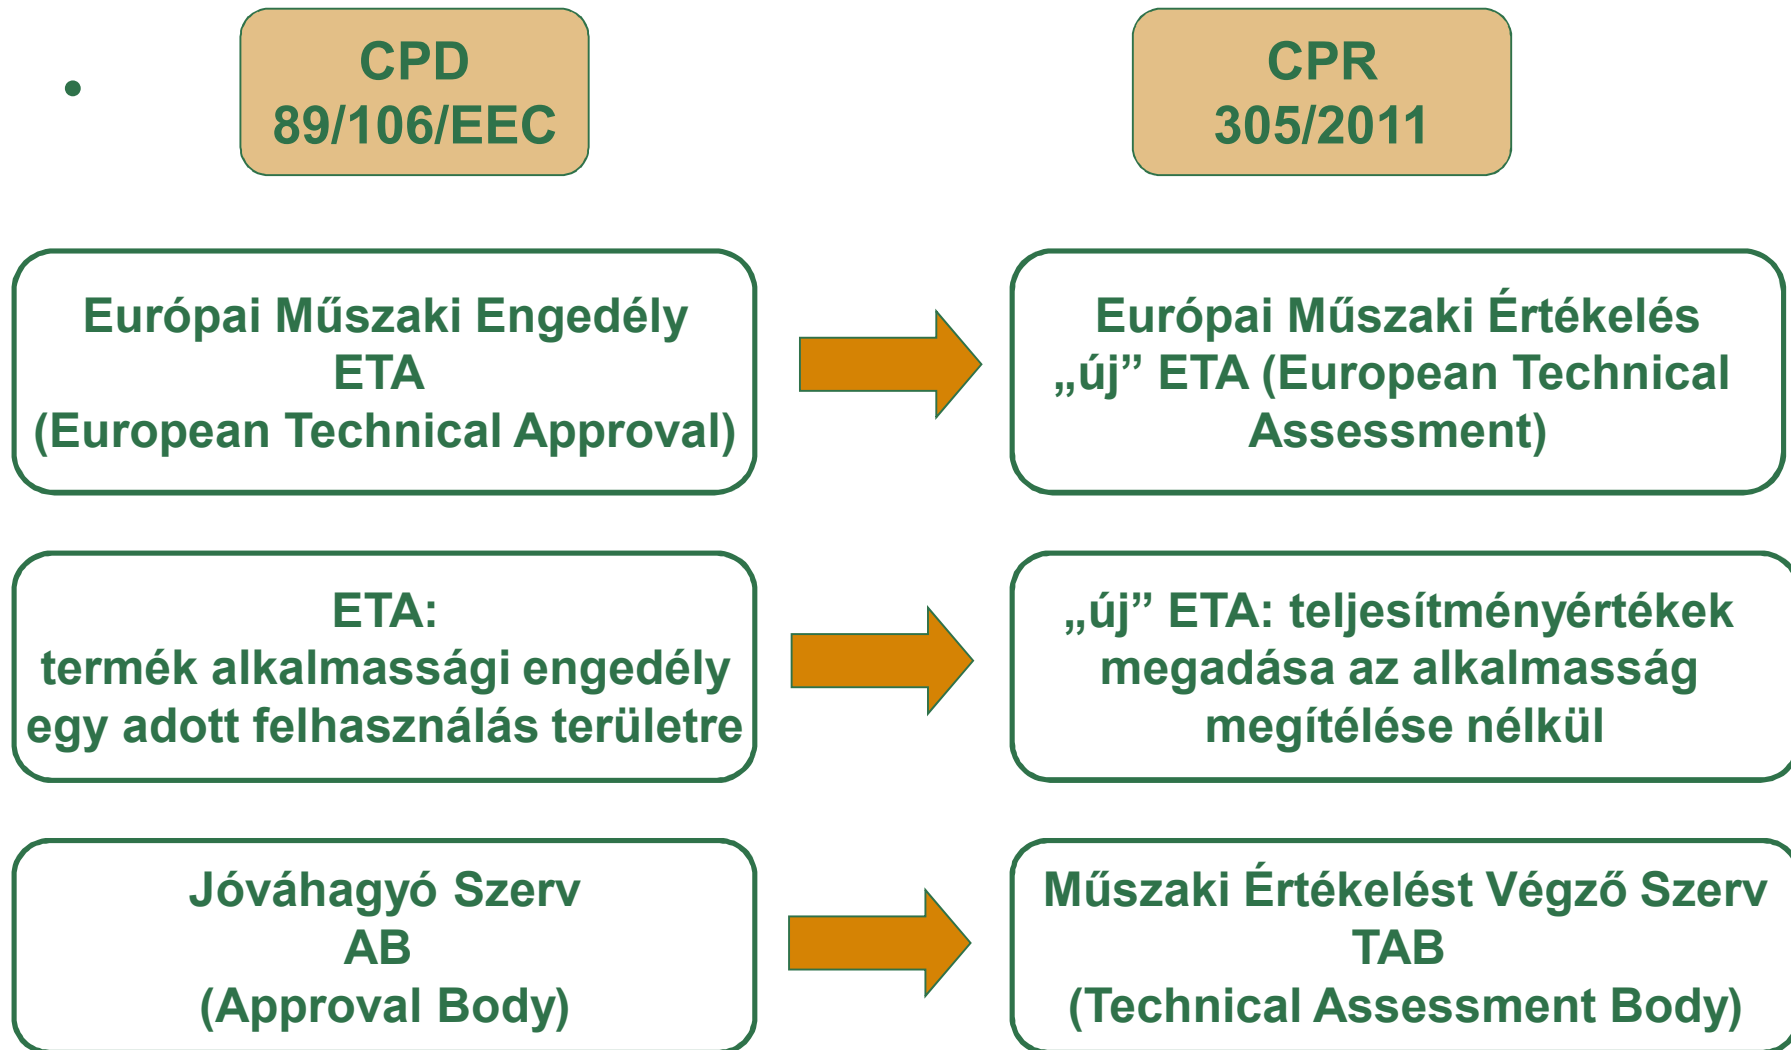 •
CPD
89/106/EEC
CPR
305/2011
Európai Műszaki Engedély
ETA
(European Technical Approval)
Európai Műszaki Értékelés
„új” ETA (European Technical
Assessment)
ETA:
termék alkalmassági engedély
egy adott felhasználás területre
„új” ETA: teljesítményértékek
megadása az alkalmasság
megítélése nélkül
Jóváhagyó Szerv
AB
(Approval Body)
Műszaki Értékelést Végző Szerv
TAB
(Technical Assessment Body)